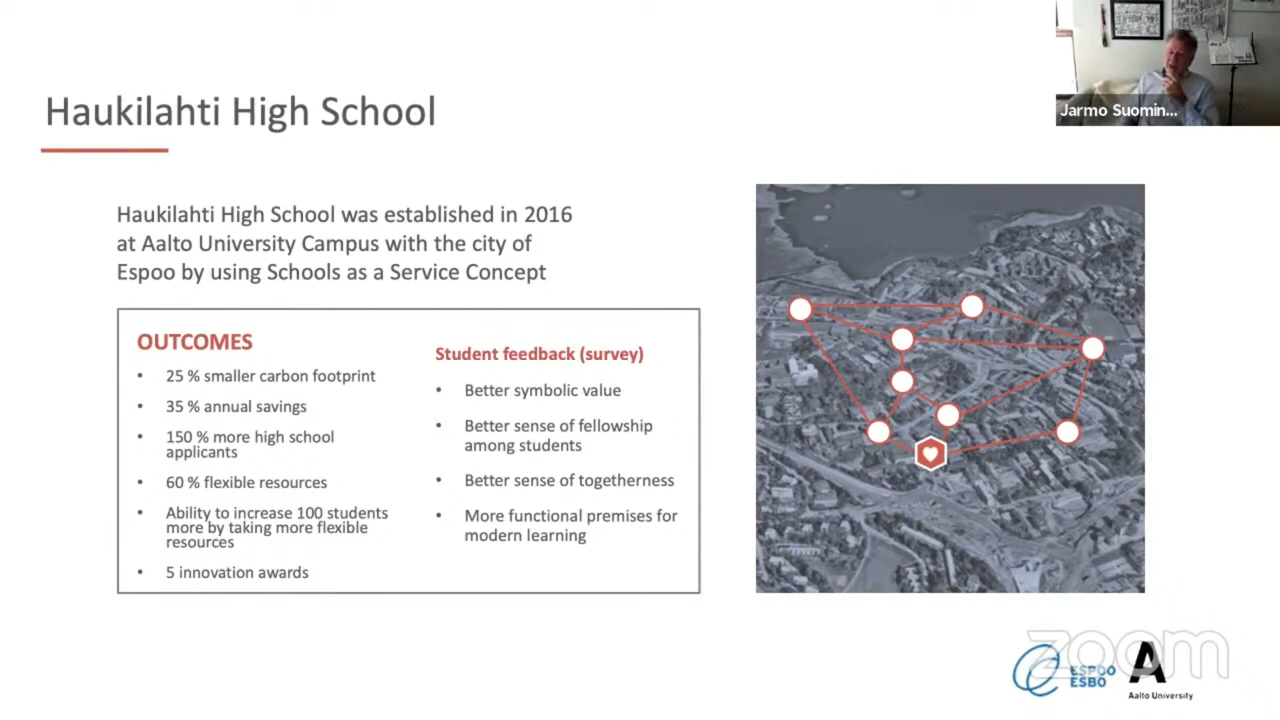 Haukilahti High School
Jarmo Suomin...
Haukilahti High School was established in 2016
at Aalto University Campus with the city of
Espoo by using Schools as a Service Concept
OUTCOMES
• 25 % smaller carbon footprint
• 35 % annual savings
• 150 % more high school
applicants
• 60 % flexible resources
• Ability to increase 100 students
more by taking more flexible
resources
• 5 innovation awards
Student feedback (survey)
• Better symbolic value
• Better sense of fellowship
among students
• Better sense of togetherness
• More functional premises for
modern learning
zoom
ESPOO
ESBO
A
Aalto University